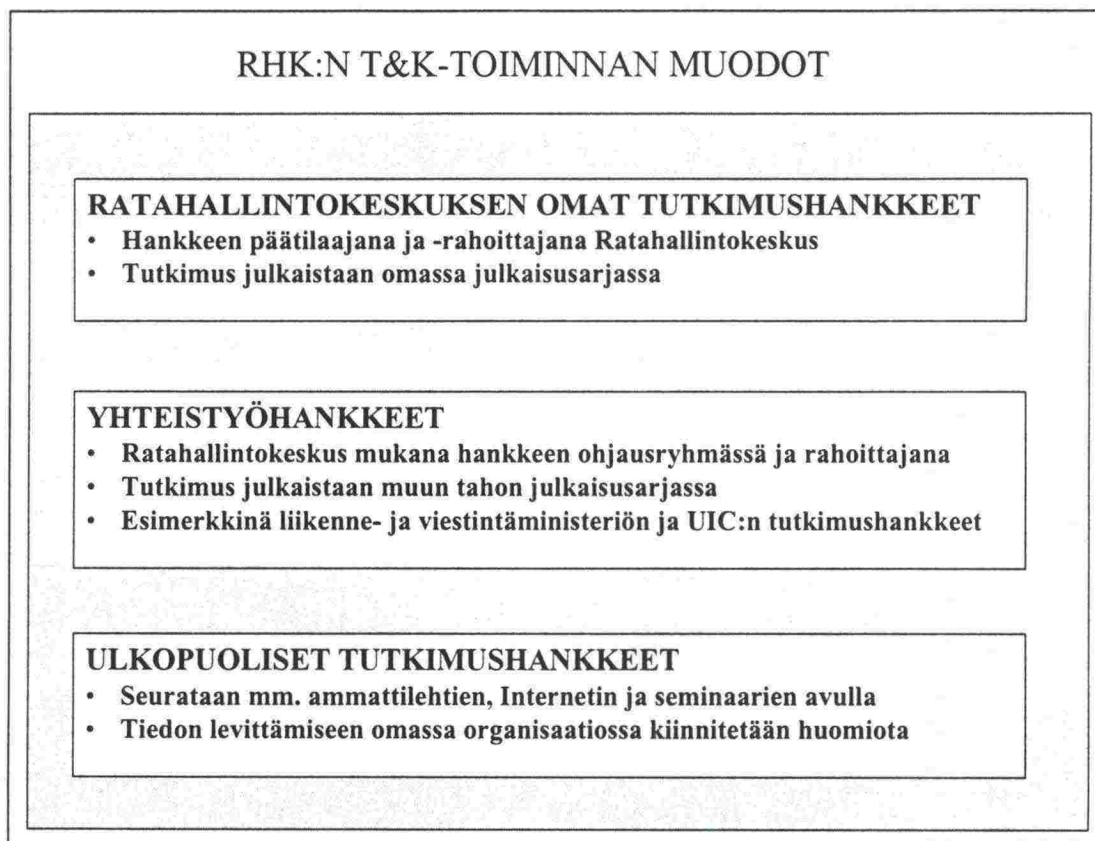 RHK:N T&K-TOIMINNAN MUODOT
RATAHALLINTOKESKUKSEN OMAT TUTKIMUSHANKKEET
• Hankkeen päätilaajana ja -rahoittajana Ratahallintokeskus
• Tutkimus julkaistaan omassa julkaisusarjassa
YHTEISTYÖHANKKEET
• Ratahallintokeskus mukana hankkeen ohjausryhmässä ja rahoittajana
• Tutkimus julkaistaan muun tahon julkaisusarjassa
• Esimerkkinä liikenne- ja viestintäministeriön ja UIC:n tutkimushankkeet
ULKOPUOLISET TUTKIMUSHANKKEET
• Seurataan mm. ammattilehtien, Internetin ja seminaarien avulla
• Tiedon levittämiseen omassa organisaatiossa kiinnitetään huomiota